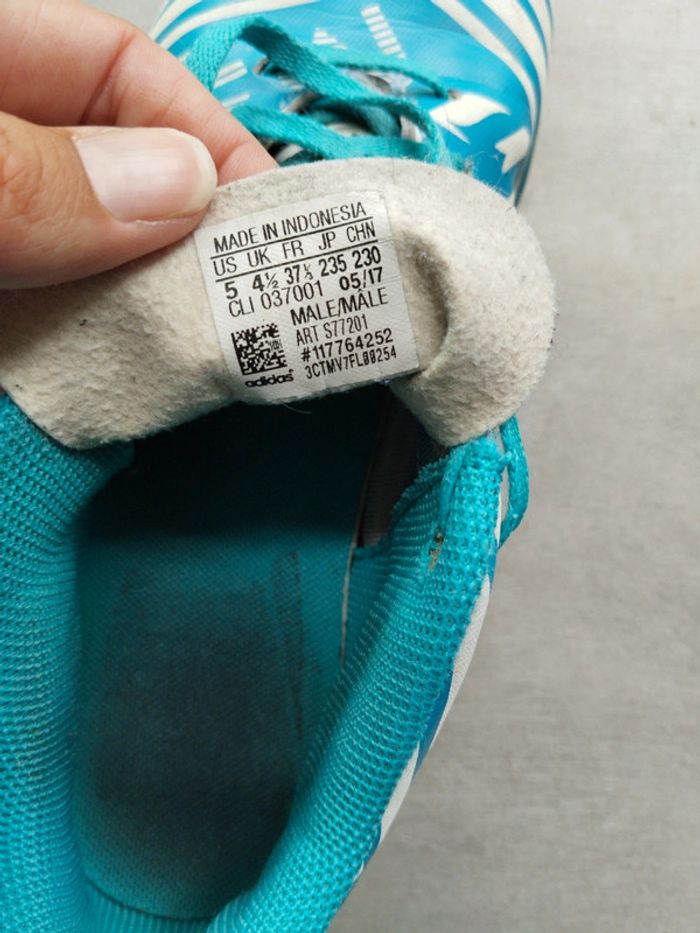 MADE IN INDONESIA
US UK FR JP CHN
5 4½ 37⅓ 235 230
CLI 037001 05/17
MALE/MÂLE
ART S77201
#117764252
adidas 3CTMV7FL00254